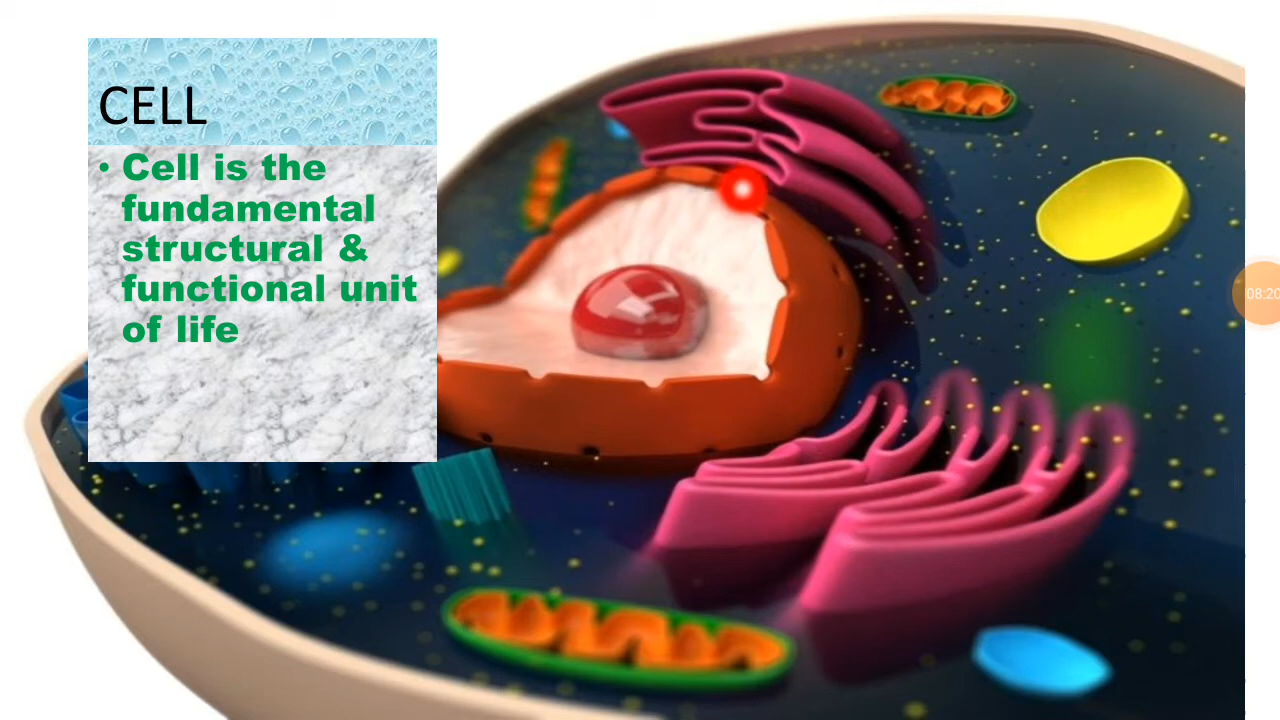 CELL
• Cell is the
fundamental
structural &
functional unit
of life
08:20